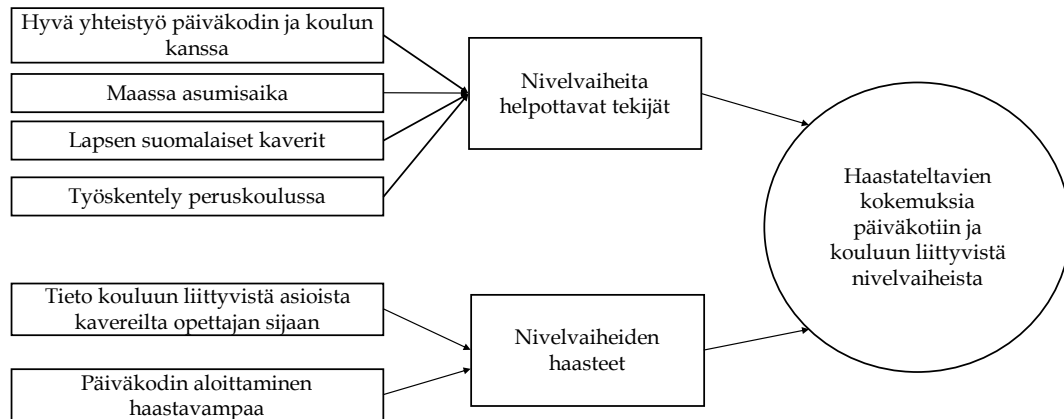 Hyvä yhteistyö päiväkodin ja koulun
kanssa
Maassa asumisaika
Lapsen suomalaiset kaverit
Työskentely peruskoulussa
Nivelvaiheita
helpottavat tekijät
Tieto kouluun liittyvistä asioista
kavereilta opettajan sijaan
Päiväkodin aloittaminen
haastavampaa
Nivelvaiheiden
haasteet
Haastateltavien
kokemuksia
päiväkotiin ja
kouluun liittyvistä
nivelvaiheista